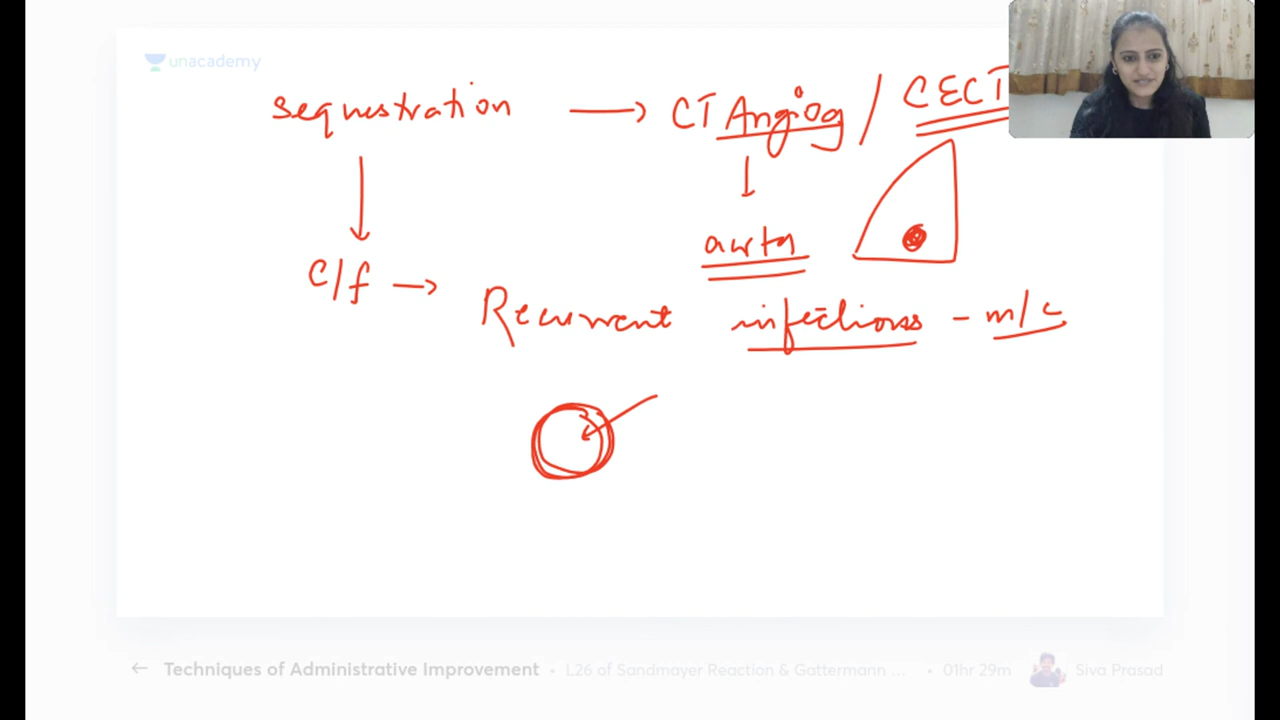 unacademy
sequestration → CT Angiog / CECT
↓ ↓
aorta
c/f → Recurrent infections - m/c
← Techniques of Administrative Improvement • L26 of Sandmayer Reaction & Gattermann ... • 01hr 29m Siva Prasad